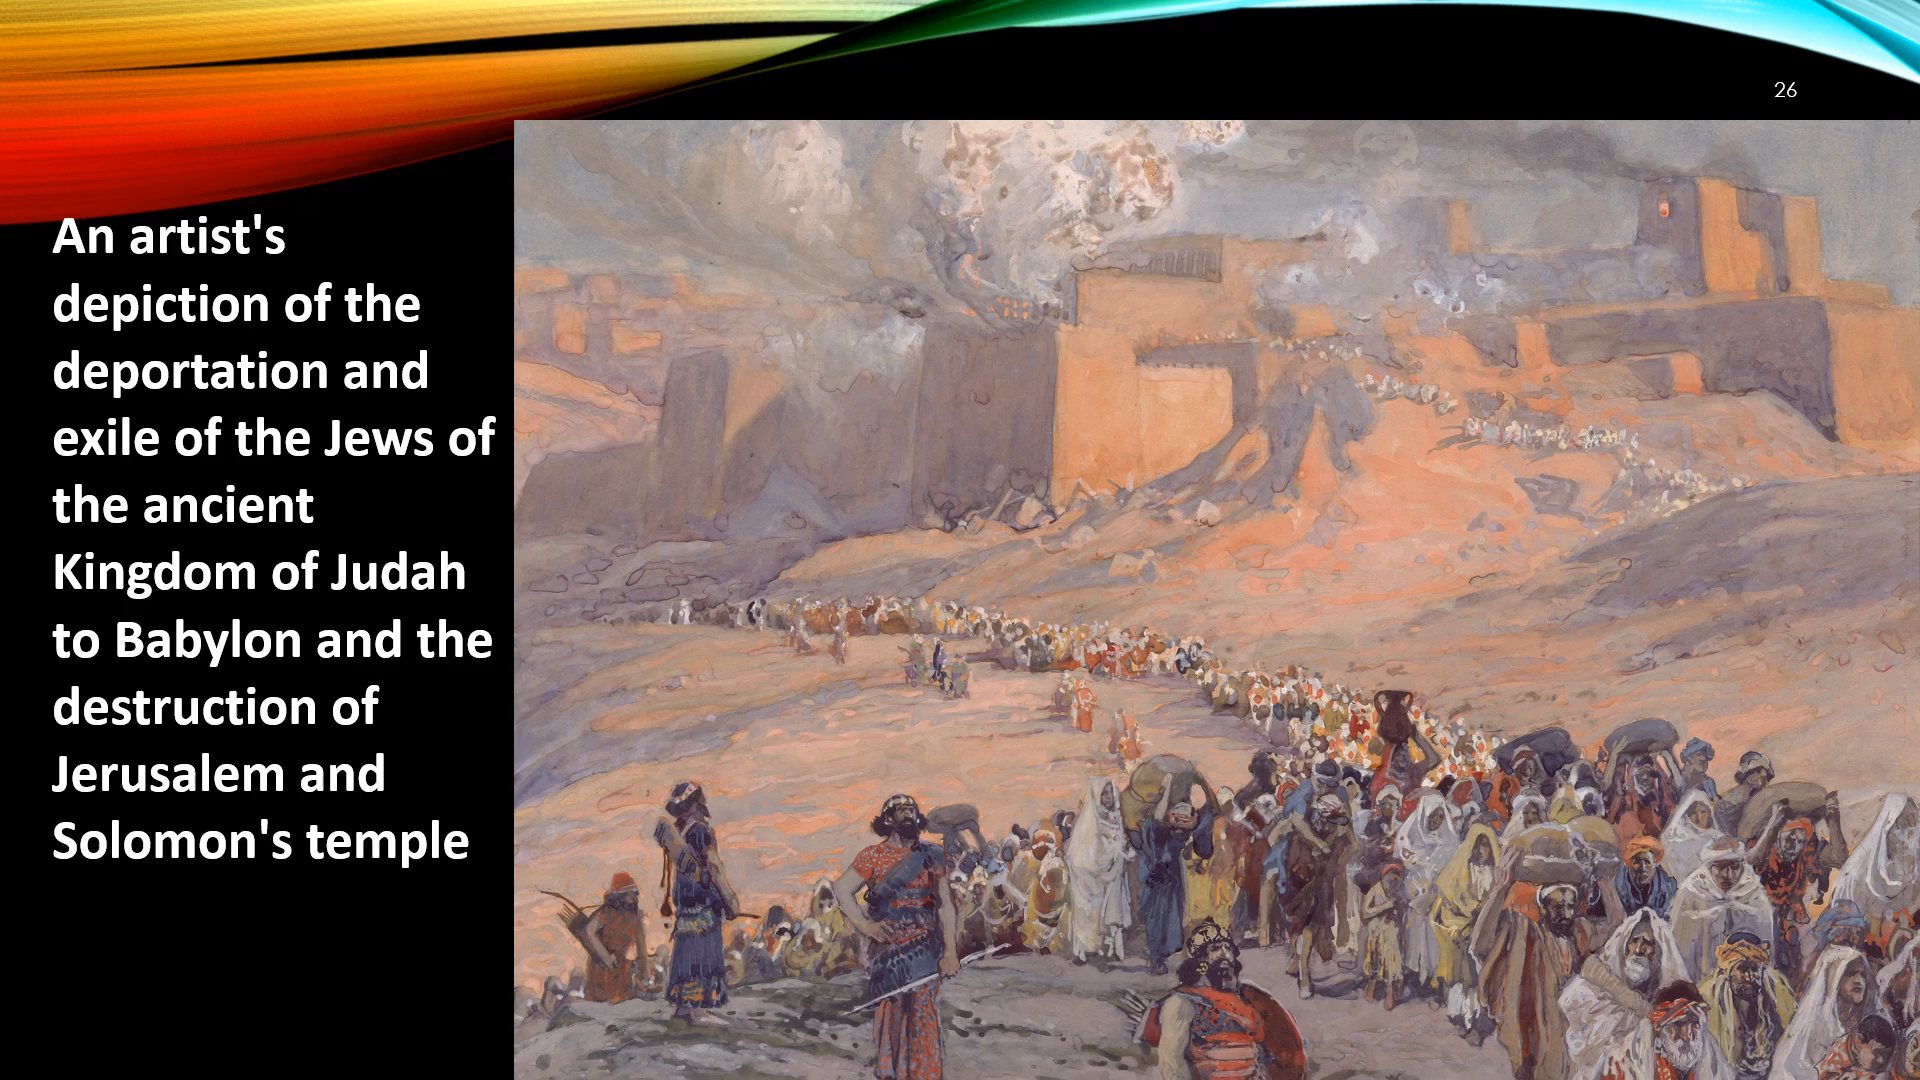 26
An artist's
depiction of the
deportation and
exile of the Jews of
the ancient
Kingdom of Judah
to Babylon and the
destruction of
Jerusalem and
Solomon's temple